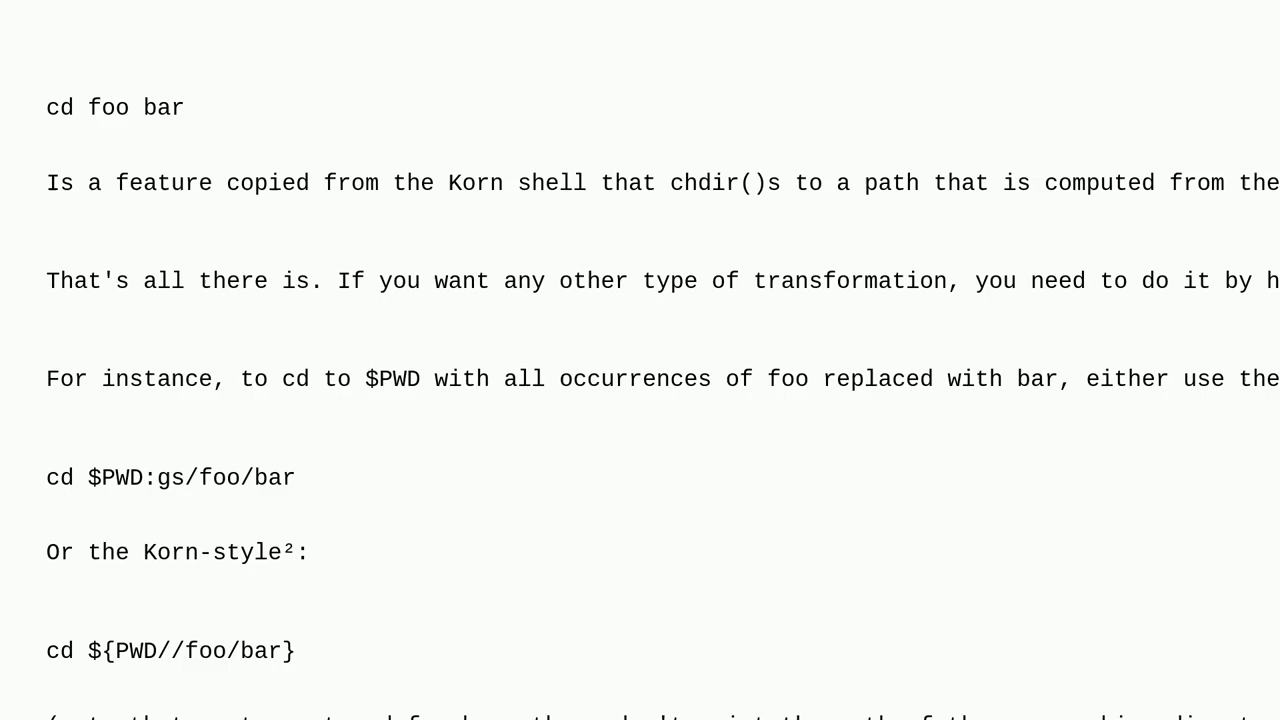 cd foo bar
Is a feature copied from the Korn shell that chdir()s to a path that is computed from the
That's all there is. If you want any other type of transformation, you need to do it by
For instance, to cd to $PWD with all occurrences of foo replaced with bar, either use the
cd $PWD:gs/foo/bar
Or the Korn-style²:
cd ${PWD//foo/bar}